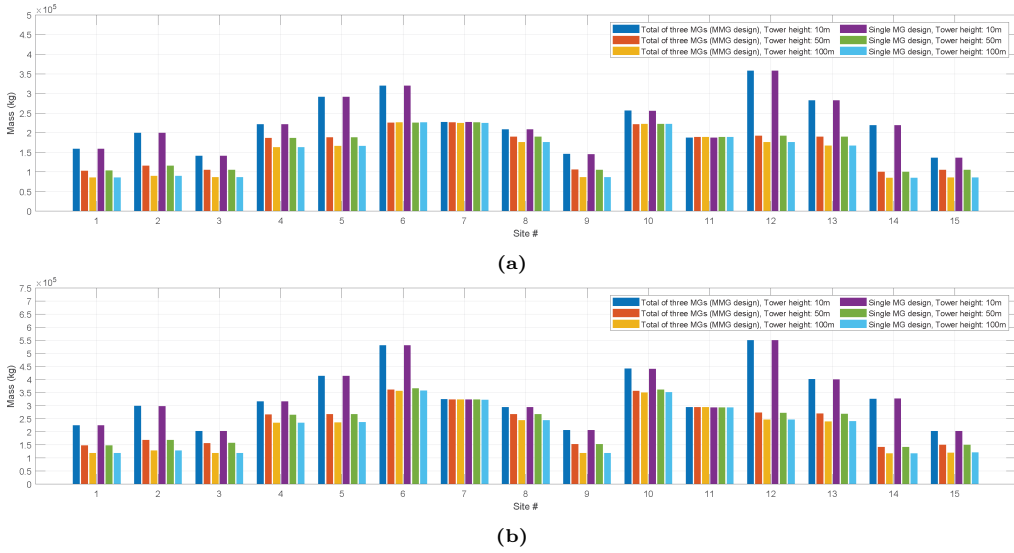 ×10⁵
5
4.5
4
3.5
3
2.5
2
1.5
1
0.5
0
Mass (kg)
Total of three MGs (MMG design), Tower height: 10m
Total of three MGs (MMG design), Tower height: 50m
Total of three MGs (MMG design), Tower height: 100m
Single MG design, Tower height: 10m
Single MG design, Tower height: 50m
Single MG design, Tower height: 100m
1 2 3 4 5 6 7 8 9 10 11 12 13 14 15
Site #
(a)
×10⁵
7.5
7
6.5
6
5.5
5
4.5
4
3.5
3
2.5
2
1.5
1
0.5
0
Mass (kg)
Total of three MGs (MMG design), Tower height: 10m
Total of three MGs (MMG design), Tower height: 50m
Total of three MGs (MMG design), Tower height: 100m
Single MG design, Tower height: 10m
Single MG design, Tower height: 50m
Single MG design, Tower height: 100m
1 2 3 4 5 6 7 8 9 10 11 12 13 14 15
Site #
(b)